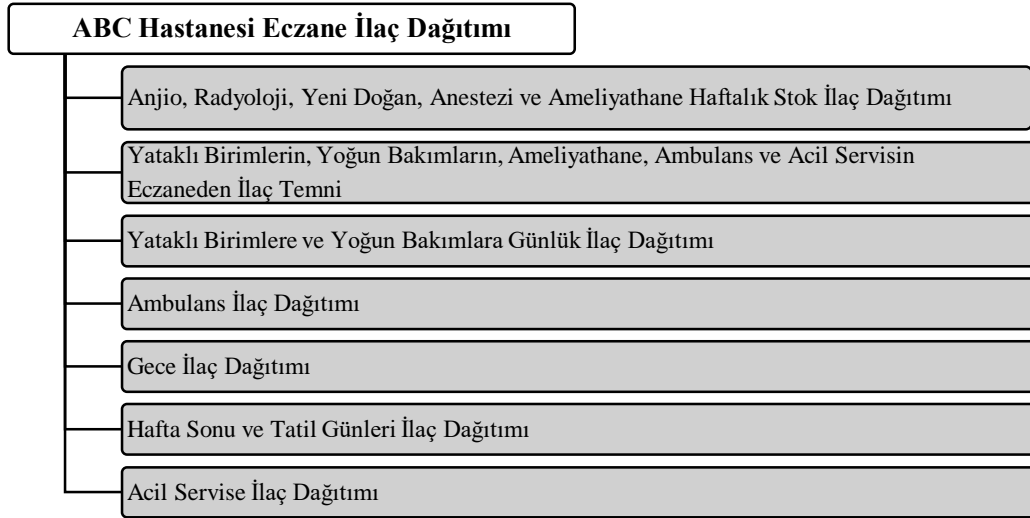 ABC Hastanesi Eczane İlaç Dağıtımı
Anjio, Radyoloji, Yeni Doğan, Anestezi ve Ameliyathane Haftalık Stok İlaç Dağıtımı
Yataklı Birimlerin, Yoğun Bakımların, Ameliyathane, Ambulans ve Acil Servisin
Eczaneden İlaç Temni
Yataklı Birimlere ve Yoğun Bakımlara Günlük İlaç Dağıtımı
Ambulans İlaç Dağıtımı
Gece İlaç Dağıtımı
Hafta Sonu ve Tatil Günleri İlaç Dağıtımı
Acil Servise İlaç Dağıtımı